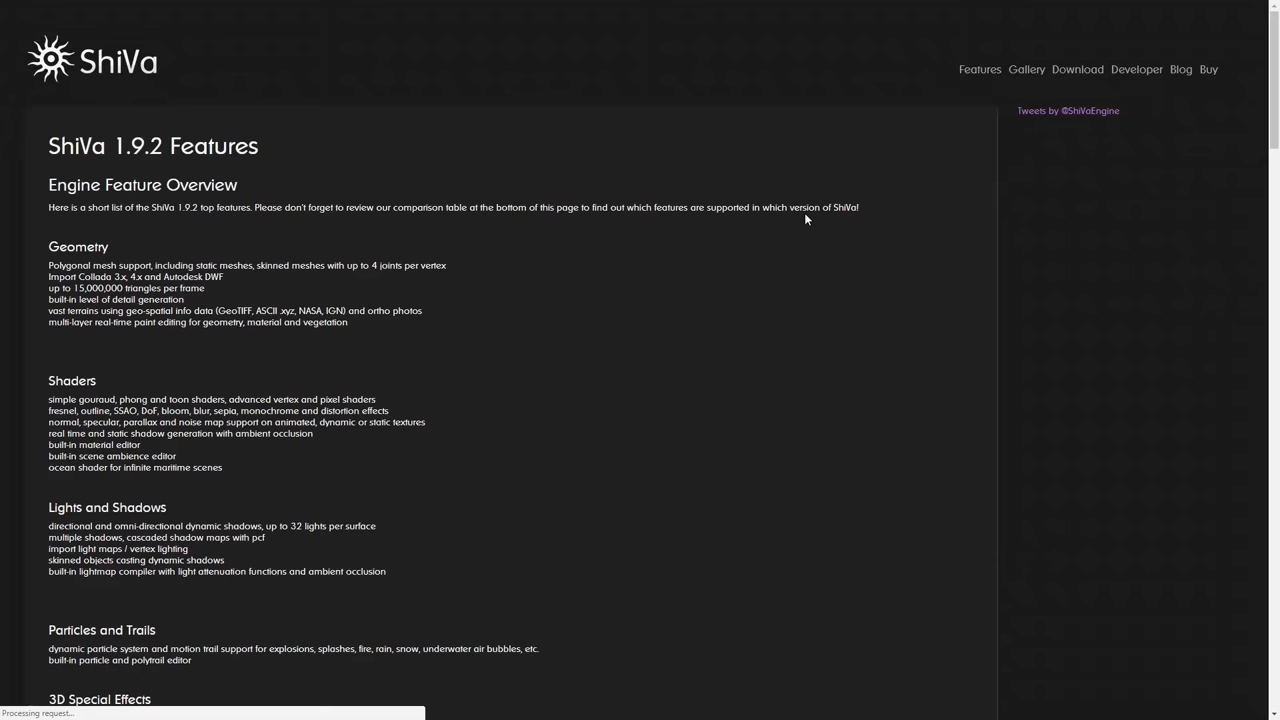 ShiVa
Features Gallery Download Developer Blog Buy
Tweets by @ShiVaEngine
ShiVa 1.9.2 Features
Engine Feature Overview
Here is a short list of the ShiVa 1.9.2 top features. Please don't forget to review our comparison table at the bottom of this page to find out which features are supported in which version of ShiVa!
Geometry
Polygonal mesh support, including static meshes, skinned meshes with up to 4 joints per vertex
Import Collada 3.x, 4.x and Autodesk DWF
up to 15,000,000 triangles per frame
built-in level of detail generation
vast terrains using geo-spatial info data (GeoTIFF, ASCII .xyz, NASA, IGN) and ortho photos
multi-layer real-time paint editing for geometry, material and vegetation
Shaders
simple gouraud, phong and toon shaders, advanced vertex and pixel shaders
fresnel, outline, SSAO, DoF, bloom, blur, sepia, monochrome and distortion effects
normal, specular, parallax and noise map support on animated, dynamic or static textures
real time and static shadow generation with ambient occlusion
built-in material editor
built-in scene ambience editor
ocean shader for infinite maritime scenes
Lights and Shadows
directional and omni-directional dynamic shadows, up to 32 lights per surface
multiple shadows, cascaded shadow maps with pcf
import light maps / vertex lighting
skinned objects casting dynamic shadows
built-in lightmap compiler with light attenuation functions and ambient occlusion
Particles and Trails
dynamic particle system and motion trail support for explosions, splashes, fire, rain, snow, underwater air bubbles, etc.
built-in particle and polytrail editor
3D Special Effects
Processing request...